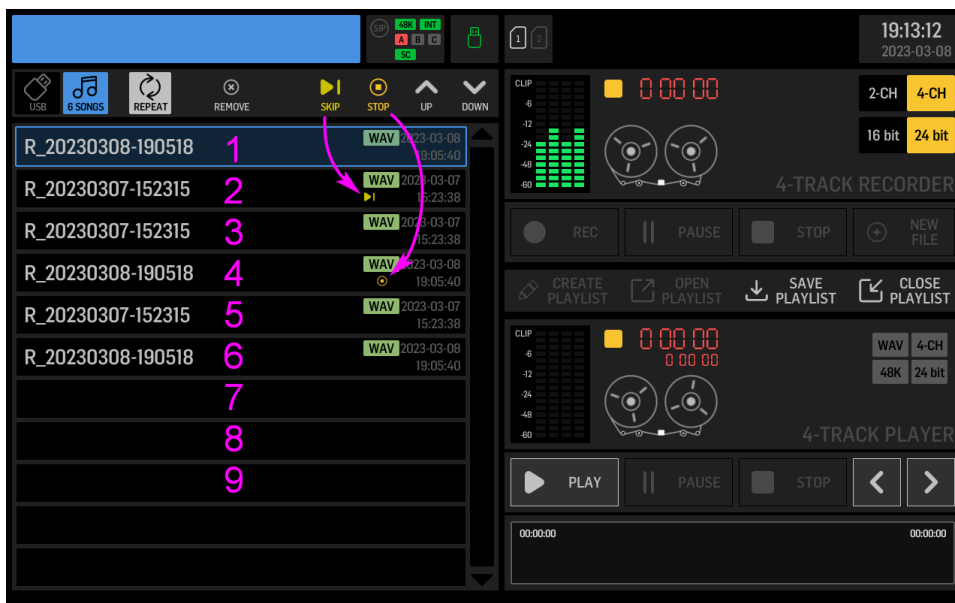 SIP 48K INT
A B C
SC
1 2
19:13:12
2023-03-08
USB
6 SONGS
REPEAT
REMOVE
SKIP
STOP
UP
DOWN
R_20230308-190518 1 WAV 2023-03-08
19:05:40
R_20230307-152315 2 WAV 2023-03-07
15:23:38
R_20230307-152315 3 WAV 2023-03-07
15:23:38
R_20230308-190518 4 WAV 2023-03-08
19:05:40
R_20230307-152315 5 WAV 2023-03-07
15:23:38
R_20230308-190518 6 WAV 2023-03-08
19:05:40
7
8
9
CLIP
-6
-12
-24
-48
-60
0 00 00
2-CH 4-CH
16 bit 24 bit
4-TRACK RECORDER
REC
PAUSE
STOP
NEW
FILE
CREATE
PLAYLIST
OPEN
PLAYLIST
SAVE
PLAYLIST
CLOSE
PLAYLIST
CLIP
-6
-12
-24
-48
-60
0 00 00
0 00 00
WAV 4-CH
48K 24 bit
4-TRACK PLAYER
PLAY
PAUSE
STOP
00:00:00 00:00:00